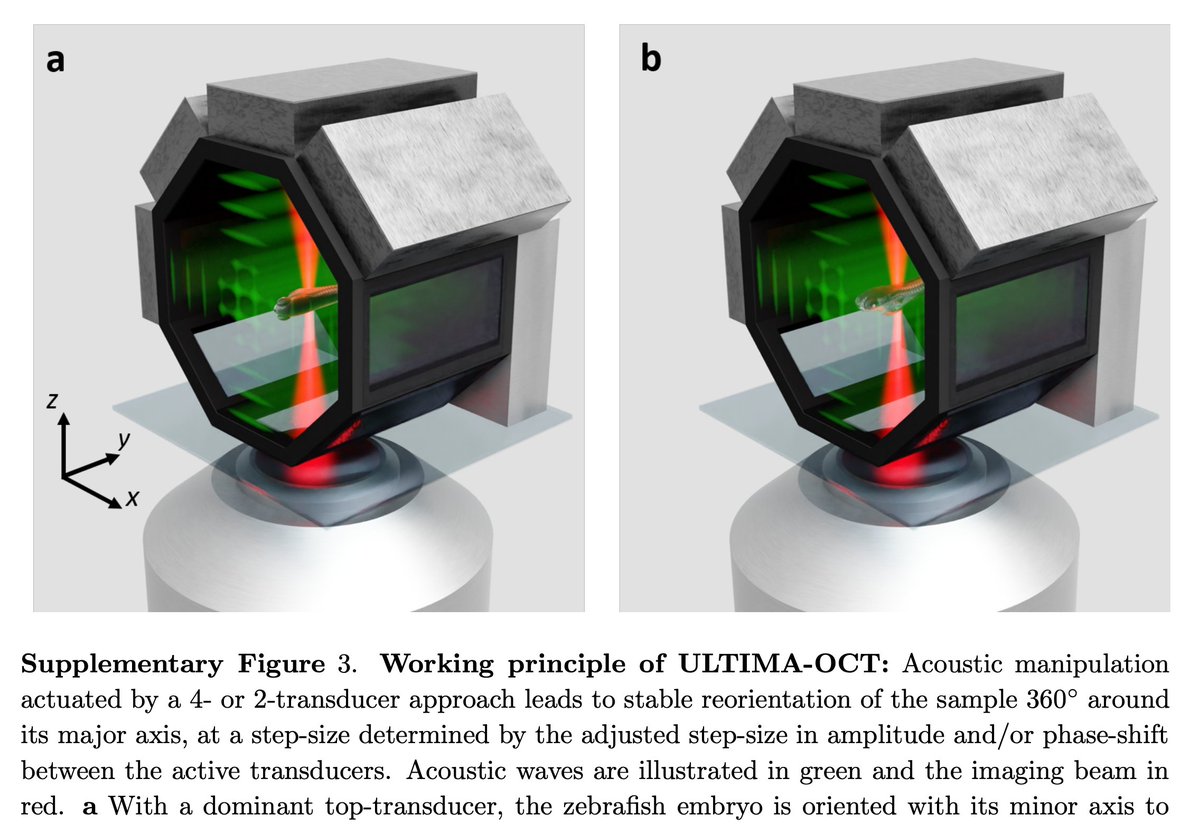 a
b
z
y
x
Supplementary Figure 3. Working principle of ULTIMA-OCT: Acoustic manipulation
actuated by a 4- or 2-transducer approach leads to stable reorientation of the sample 360° around
its major axis, at a step-size determined by the adjusted step-size in amplitude and/or phase-shift
between the active transducers. Acoustic waves are illustrated in green and the imaging beam in
red. a With a dominant top-transducer, the zebrafish embryo is oriented with its minor axis to